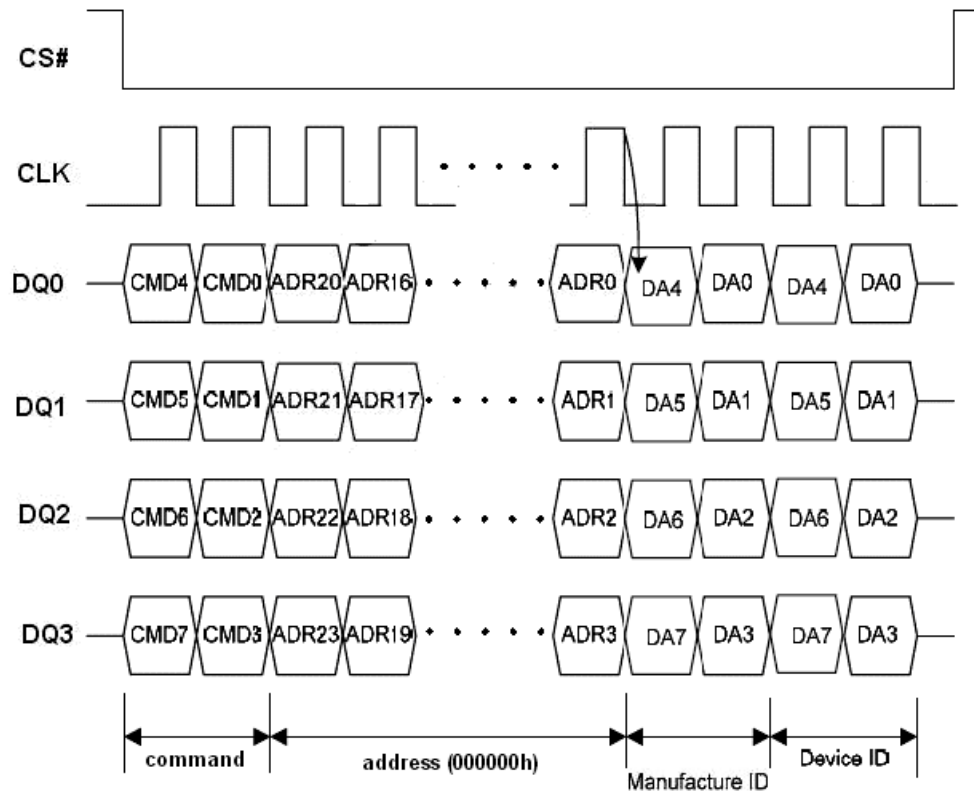 CS#
CLK
DQ0 CMD4 CMD0 ADR20 ADR16 ADR0 DA4 DA0 DA4 DA0
DQ1 CMD5 CMD1 ADR21 ADR17 ADR1 DA5 DA1 DA5 DA1
DQ2 CMD6 CMD2 ADR22 ADR18 ADR2 DA6 DA2 DA6 DA2
DQ3 CMD7 CMD3 ADR23 ADR19 ADR3 DA7 DA3 DA7 DA3
command address (000000h) Manufacture ID Device ID